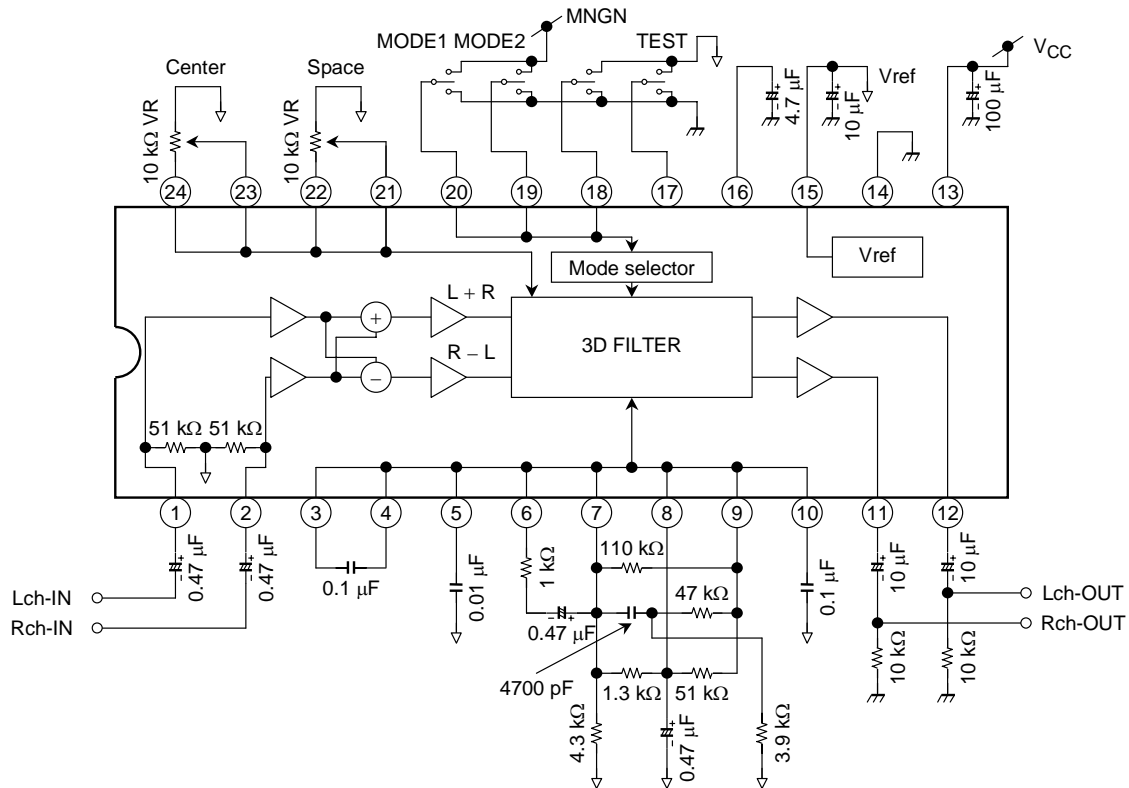 MNGN
MODE1 MODE2
TEST
VCC
Center
Space
Vref
10 kΩ VR
10 kΩ VR
4.7 µF
10 µF
100 µF
24
23
22
21
20
19
18
17
16
15
14
13
Mode selector
Vref
L + R
+
3D FILTER
R − L
−
51 kΩ
51 kΩ
1
2
3
4
5
6
7
8
9
10
11
12
0.47 µF
0.47 µF
0.1 µF
0.01 µF
1 kΩ
110 kΩ
47 kΩ
0.47 µF
0.1 µF
10 µF
10 µF
Lch-IN
Rch-IN
Lch-OUT
Rch-OUT
4700 pF
1.3 kΩ
51 kΩ
4.3 kΩ
0.47 µF
3.9 kΩ
10 kΩ
10 kΩ